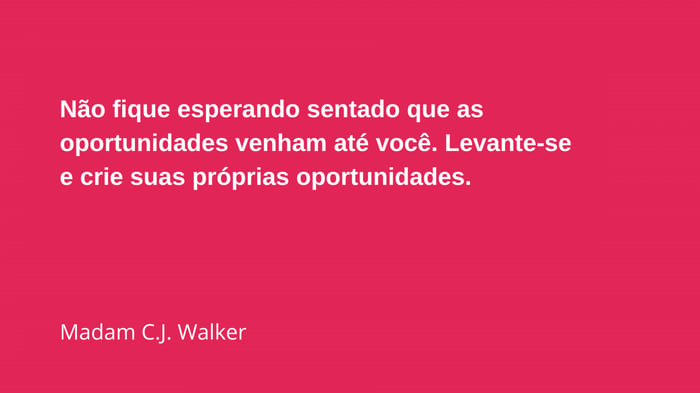 Não fique esperando sentado que as
oportunidades venham até você. Levante-se
e crie suas próprias oportunidades.
Madam C.J. Walker